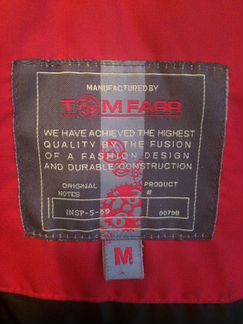 MANUFACTURED BY
TOM FARR
WE HAVE ACHIEVED THE HIGHEST
QUALITY BY THE FUSION
OF A FASHION DESIGN
AND DURABLE CONSTRUCTION
ORIGINAL PRODUCT
NOTES #
INSP-5-69 00798
M